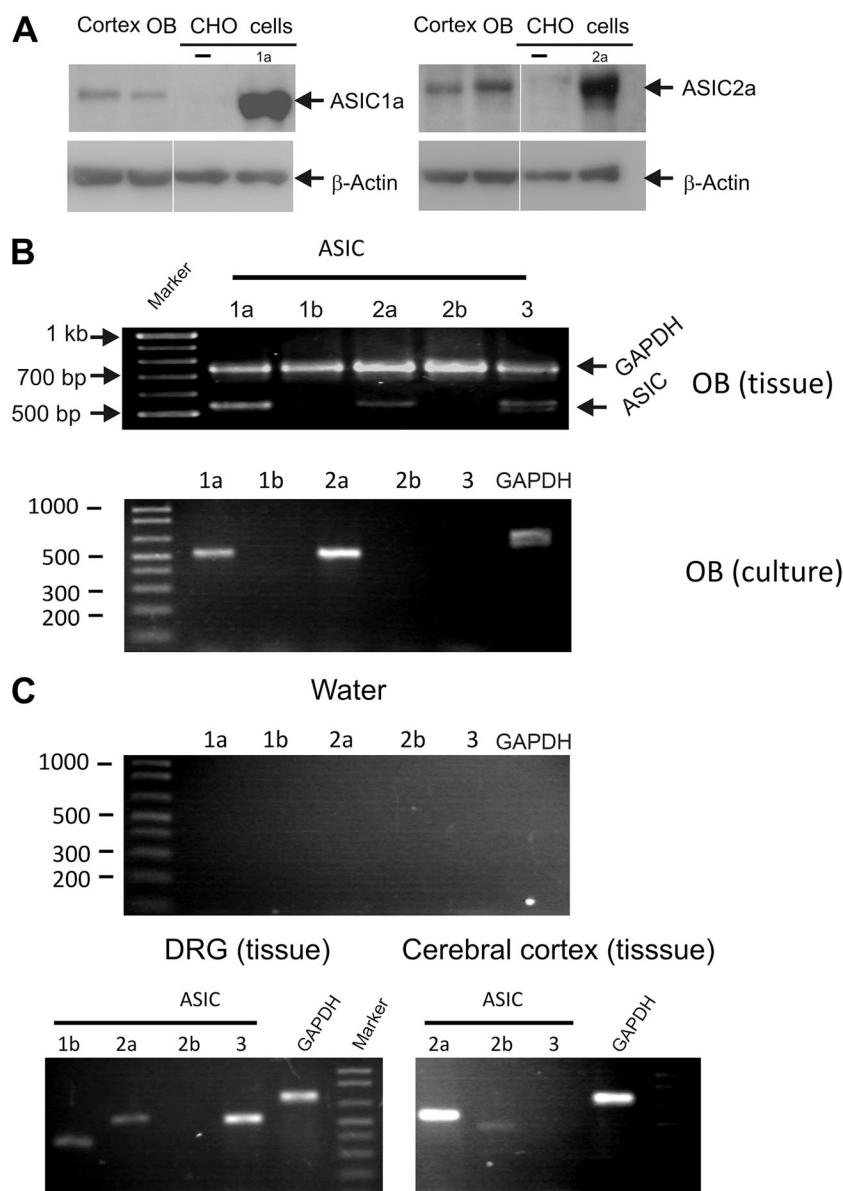 A
Cortex OB CHO cells
– 1a
ASIC1a
β-Actin
Cortex OB CHO cells
– 2a
ASIC2a
β-Actin
B
ASIC
Marker 1a 1b 2a 2b 3
1 kb
700 bp
500 bp
GAPDH
ASIC
OB (tissue)
1a 1b 2a 2b 3 GAPDH
1000
500
300
200
OB (culture)
C
Water
1a 1b 2a 2b 3 GAPDH
1000
500
300
200
DRG (tissue)
ASIC
1b 2a 2b 3 GAPDH Marker
Cerebral cortex (tisssue)
ASIC
2a 2b 3 GAPDH